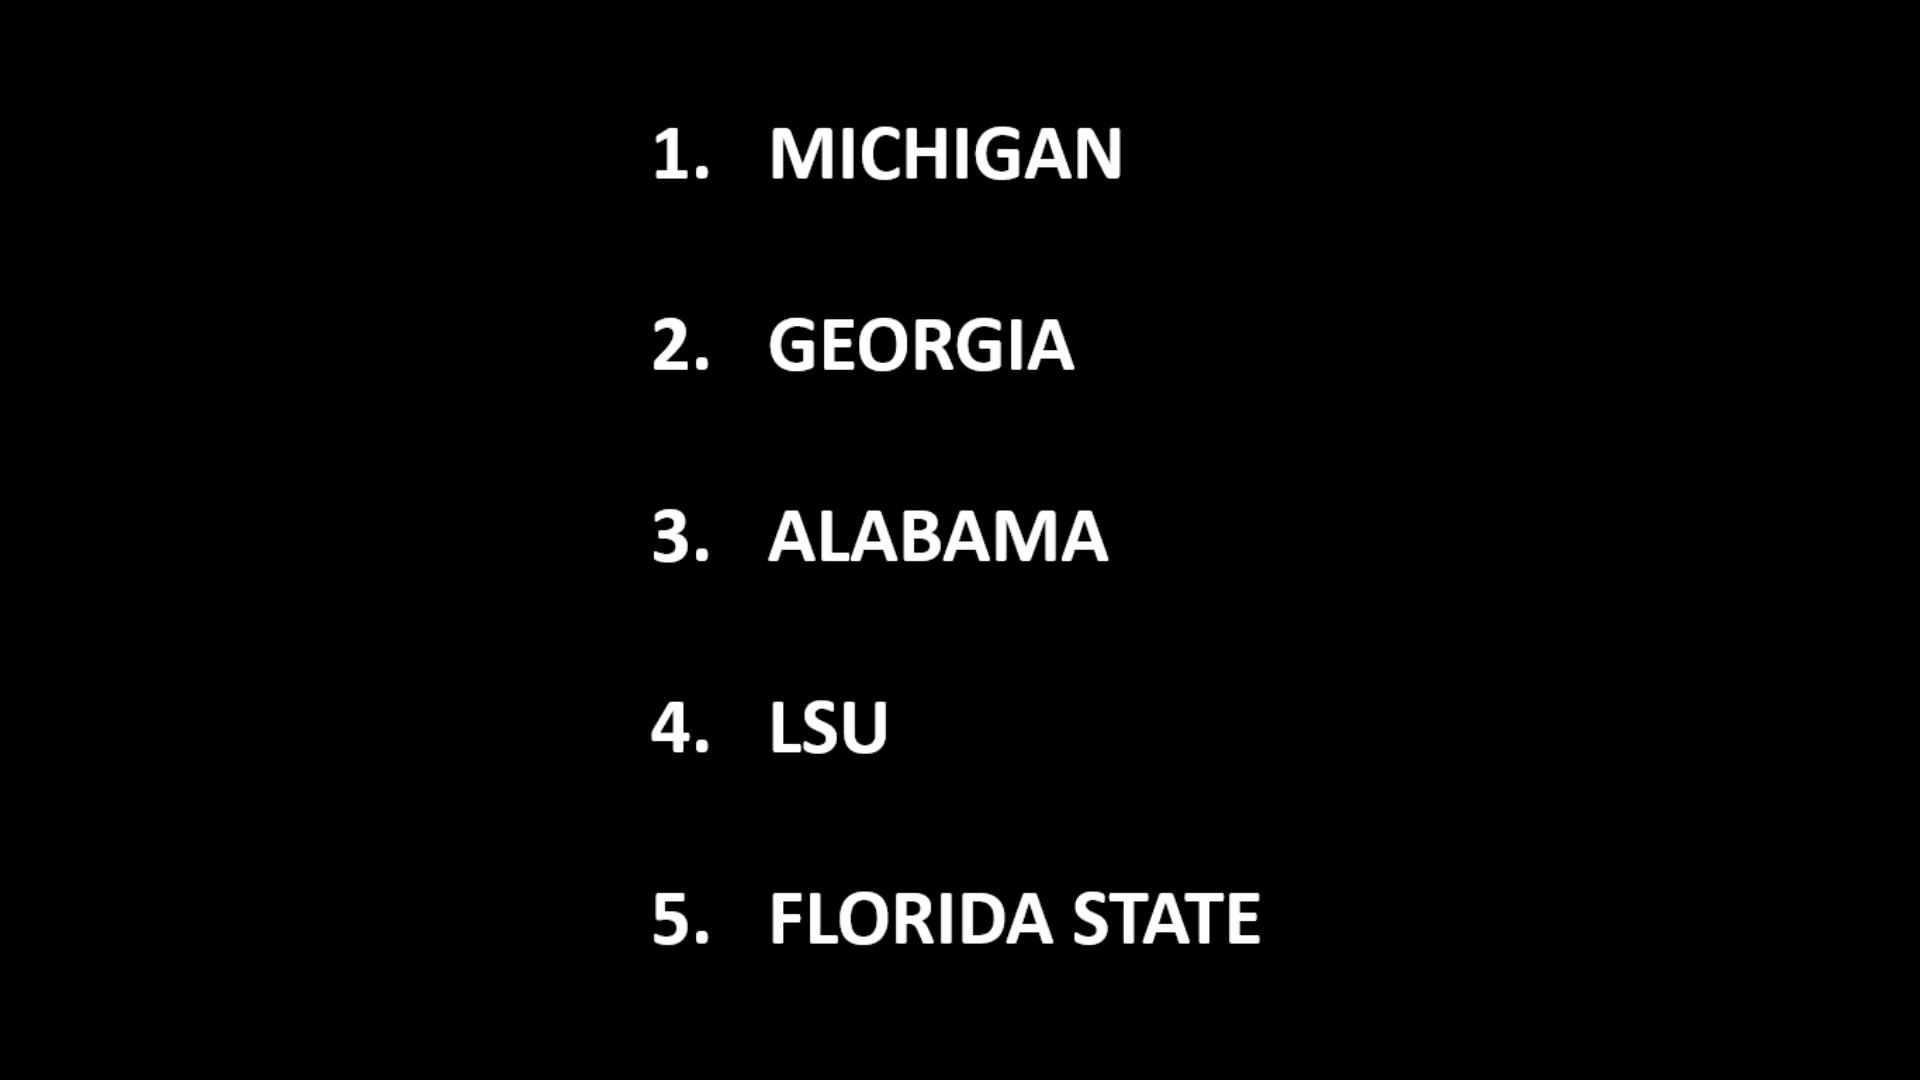 1. MICHIGAN
2. GEORGIA
3. ALABAMA
4. LSU
5. FLORIDA STATE